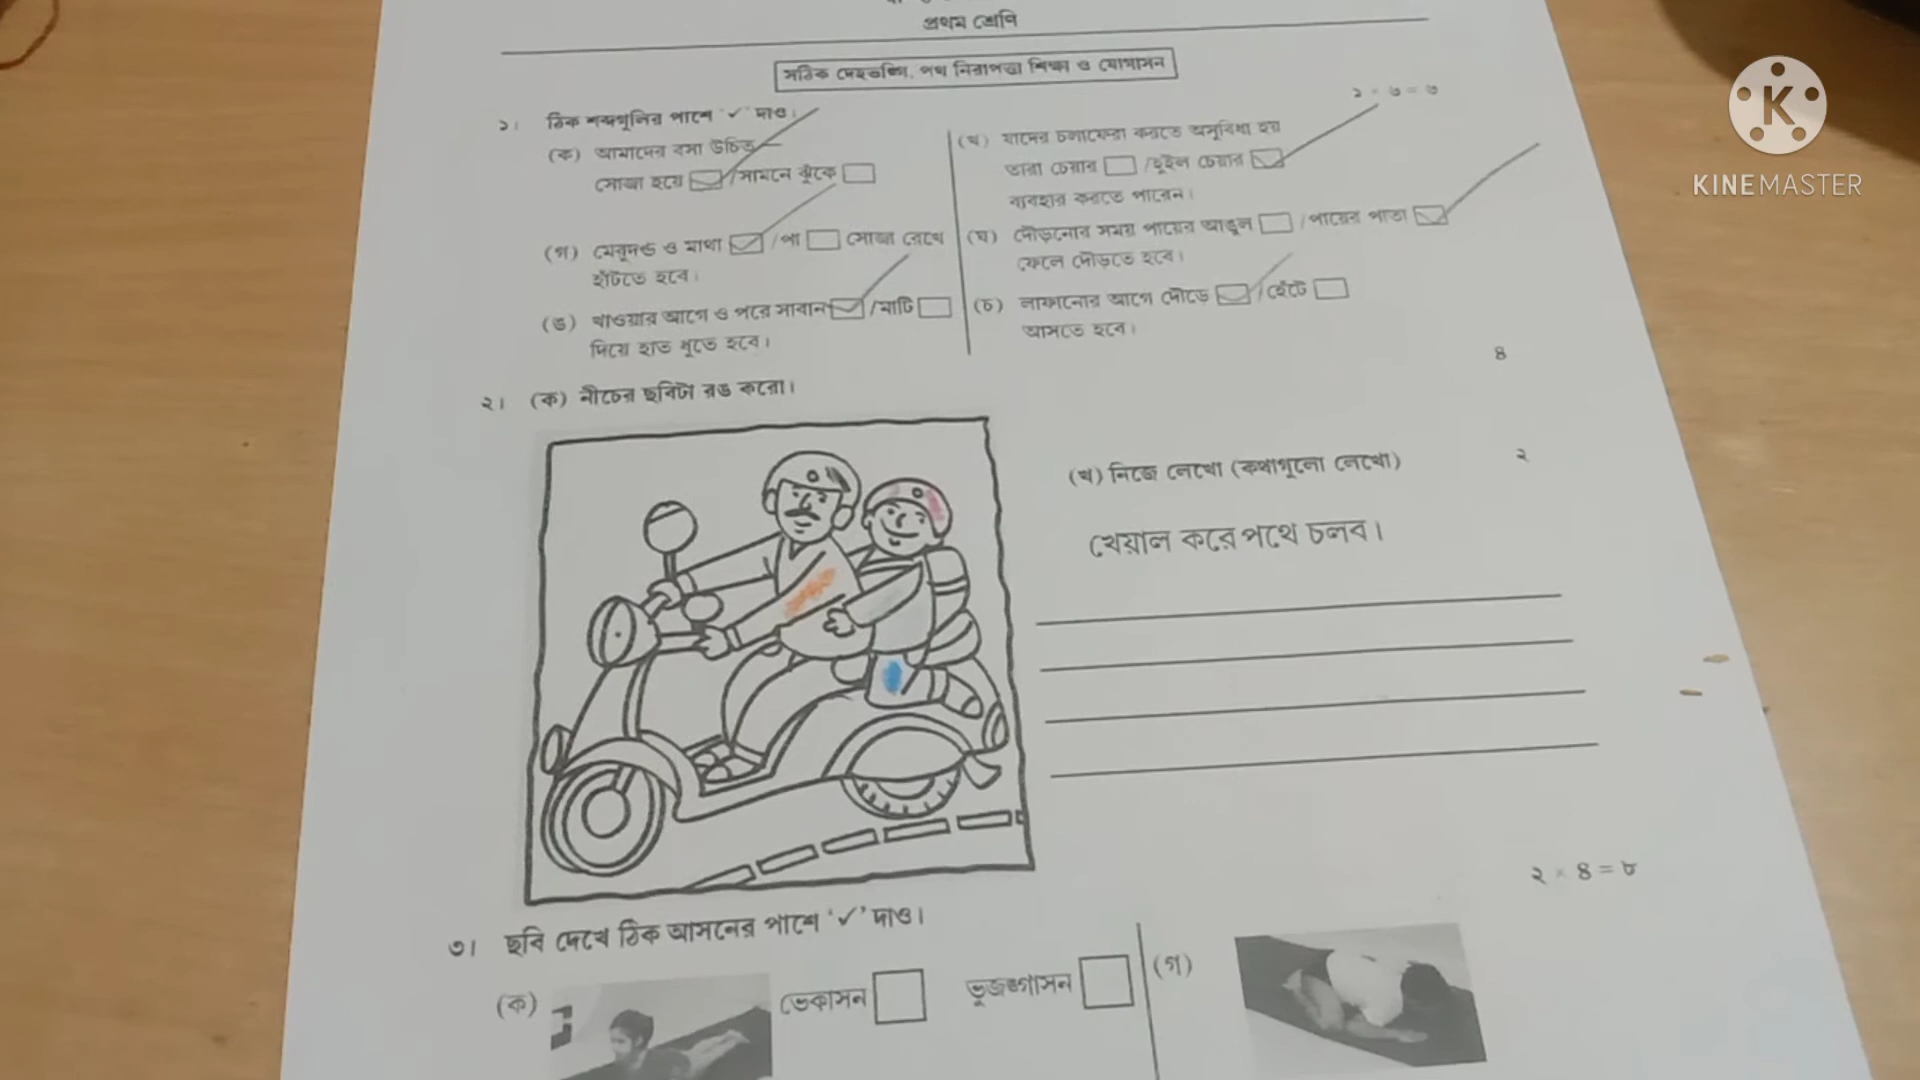 প্রথম শ্রেণি
সঠিক দেহভঙ্গি, পথ নিরাপত্তা শিক্ষা ও যোগাসন
১। ঠিক শব্দগুলির পাশে '✓' দাও।
১ × ৬ = ৬
(ক) আমাদের বসা উচিত —
সোজা হয়ে /সামনে ঝুঁকে
(খ) যাদের চলাফেরা করতে অসুবিধা হয়
তারা চেয়ার /হুইল চেয়ার
ব্যবহার করতে পারেন।
(গ) মেরুদণ্ড ও মাথা /পা সোজা রেখে
হাঁটতে হবে।
(ঘ) দৌড়নোর সময় পায়ের আঙুল /পায়ের পাতা
ফেলে দৌড়তে হবে।
(ঙ) খাওয়ার আগে ও পরে সাবান /মাটি
দিয়ে হাত ধুতে হবে।
(চ) লাফানোর আগে দৌড়ে /হেঁটে
আসতে হবে।
২। (ক) নীচের ছবিটা রঙ করো।
৪
(খ) নিজে লেখো (কথাগুলো লেখো)
২
খেয়াল করে পথে চলব।
২ × ৪ = ৮
৩। ছবি দেখে ঠিক আসনের পাশে '✓' দাও।
(ক) ভেকাসন ভুজঙ্গাসন
(গ)
K
KINEMASTER